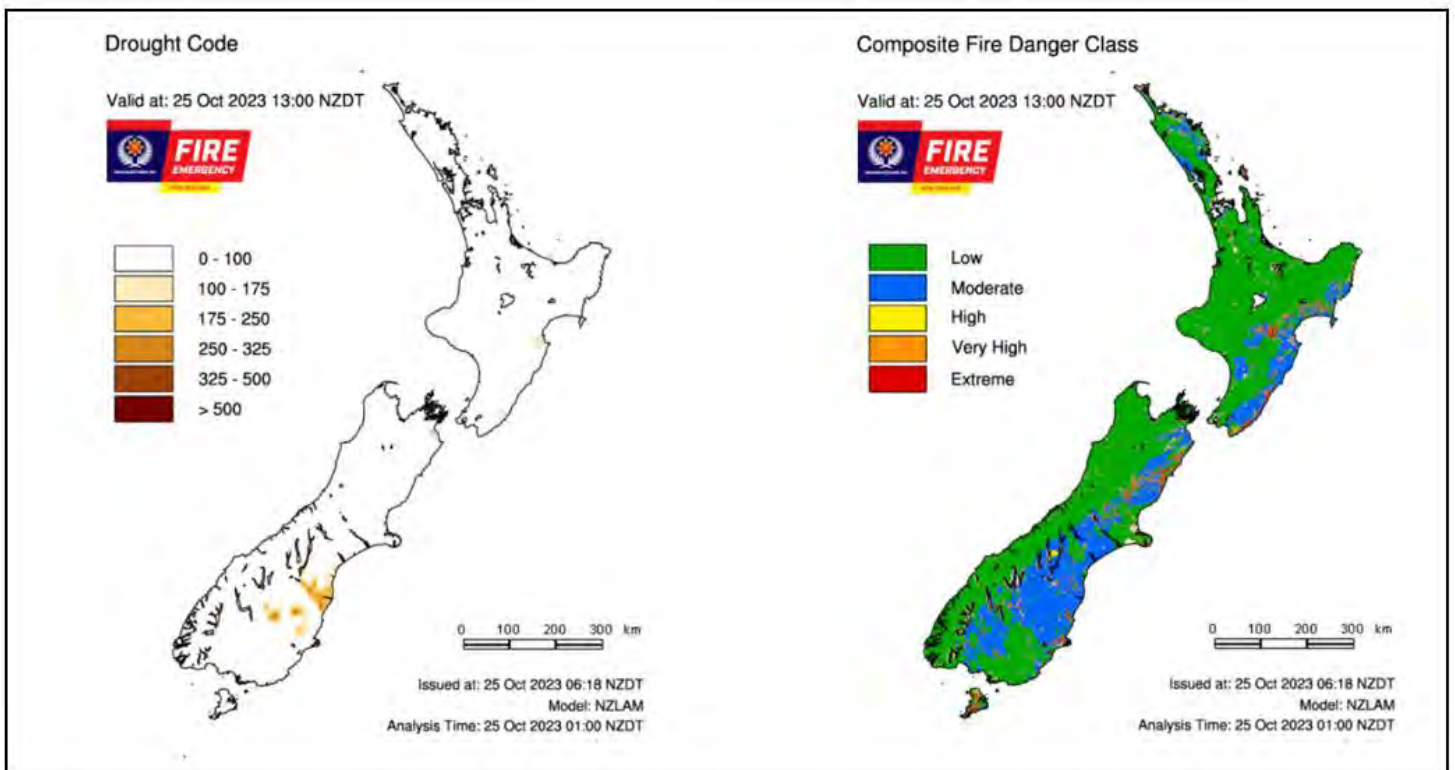 Drought Code
Valid at: 25 Oct 2023 13:00 NZDT
FIRE
EMERGENCY
0 - 100
100 - 175
175 - 250
250 - 325
325 - 500
> 500
0 100 200 300 km
Issued at: 25 Oct 2023 06:18 NZDT
Model: NZLAM
Analysis Time: 25 Oct 2023 01:00 NZDT
Composite Fire Danger Class
Valid at: 25 Oct 2023 13:00 NZDT
FIRE
EMERGENCY
Low
Moderate
High
Very High
Extreme
0 100 200 300 km
Issued at: 25 Oct 2023 06:18 NZDT
Model: NZLAM
Analysis Time: 25 Oct 2023 01:00 NZDT